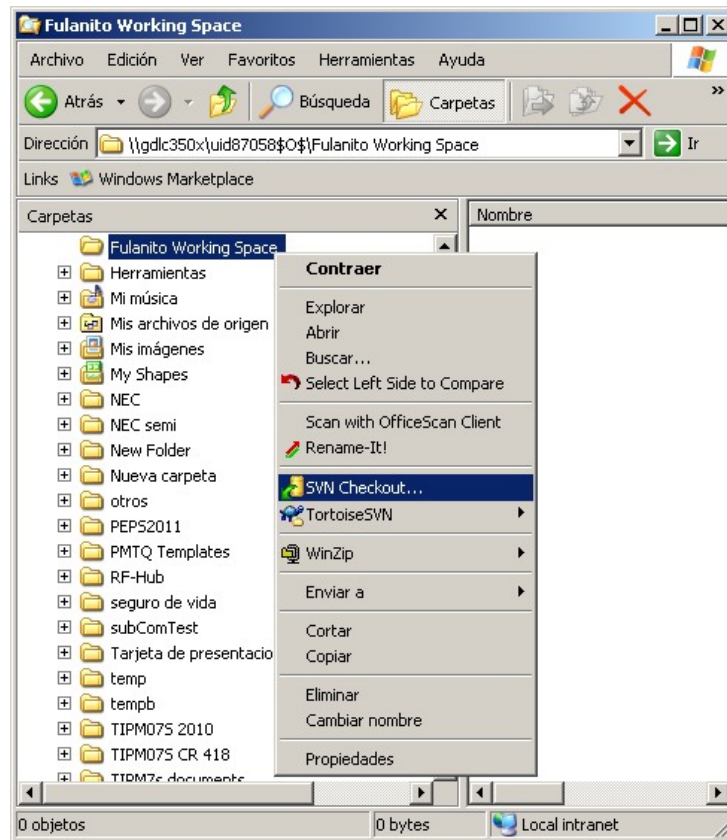 Fulanito Working Space
Archivo Edición Ver Favoritos Herramientas Ayuda
Atrás Búsqueda Carpetas »
Dirección \\gdlc350x\uid87058$O$\Fulanito Working Space Ir
Links Windows Marketplace
Carpetas x Nombre
Fulanito Working Space
Herramientas
Mi música
Mis archivos de origen
Mis imágenes
My Shapes
NEC
NEC semi
New Folder
Nueva carpeta
otros
PEPS2011
PMTQ Templates
RF-Hub
seguro de vida
subComTest
Tarjeta de presentacio
temp
tempb
TIPM07S 2010
TIPM07S CR 418
TIPM7s documents
Contraer
Explorar
Abrir
Buscar...
Select Left Side to Compare
Scan with OfficeScan Client
Rename-It!
SVN Checkout...
TortoiseSVN
WinZip
Enviar a
Cortar
Copiar
Eliminar
Cambiar nombre
Propiedades
0 objetos 0 bytes Local intranet